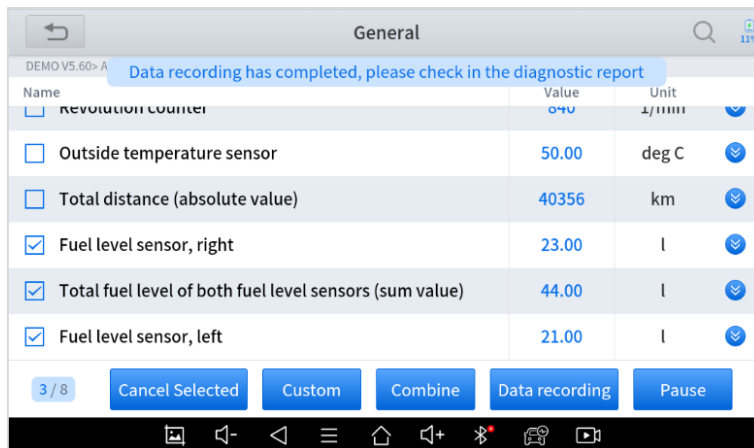 General
11%
DEMO V5.60> A
Data recording has completed, please check in the diagnostic report
Name Value Unit
Revolution counter 840 1/min
Outside temperature sensor 50.00 deg C
Total distance (absolute value) 40356 km
Fuel level sensor, right 23.00 l
Total fuel level of both fuel level sensors (sum value) 44.00 l
Fuel level sensor, left 21.00 l
3 / 8 Cancel Selected Custom Combine Data recording Pause